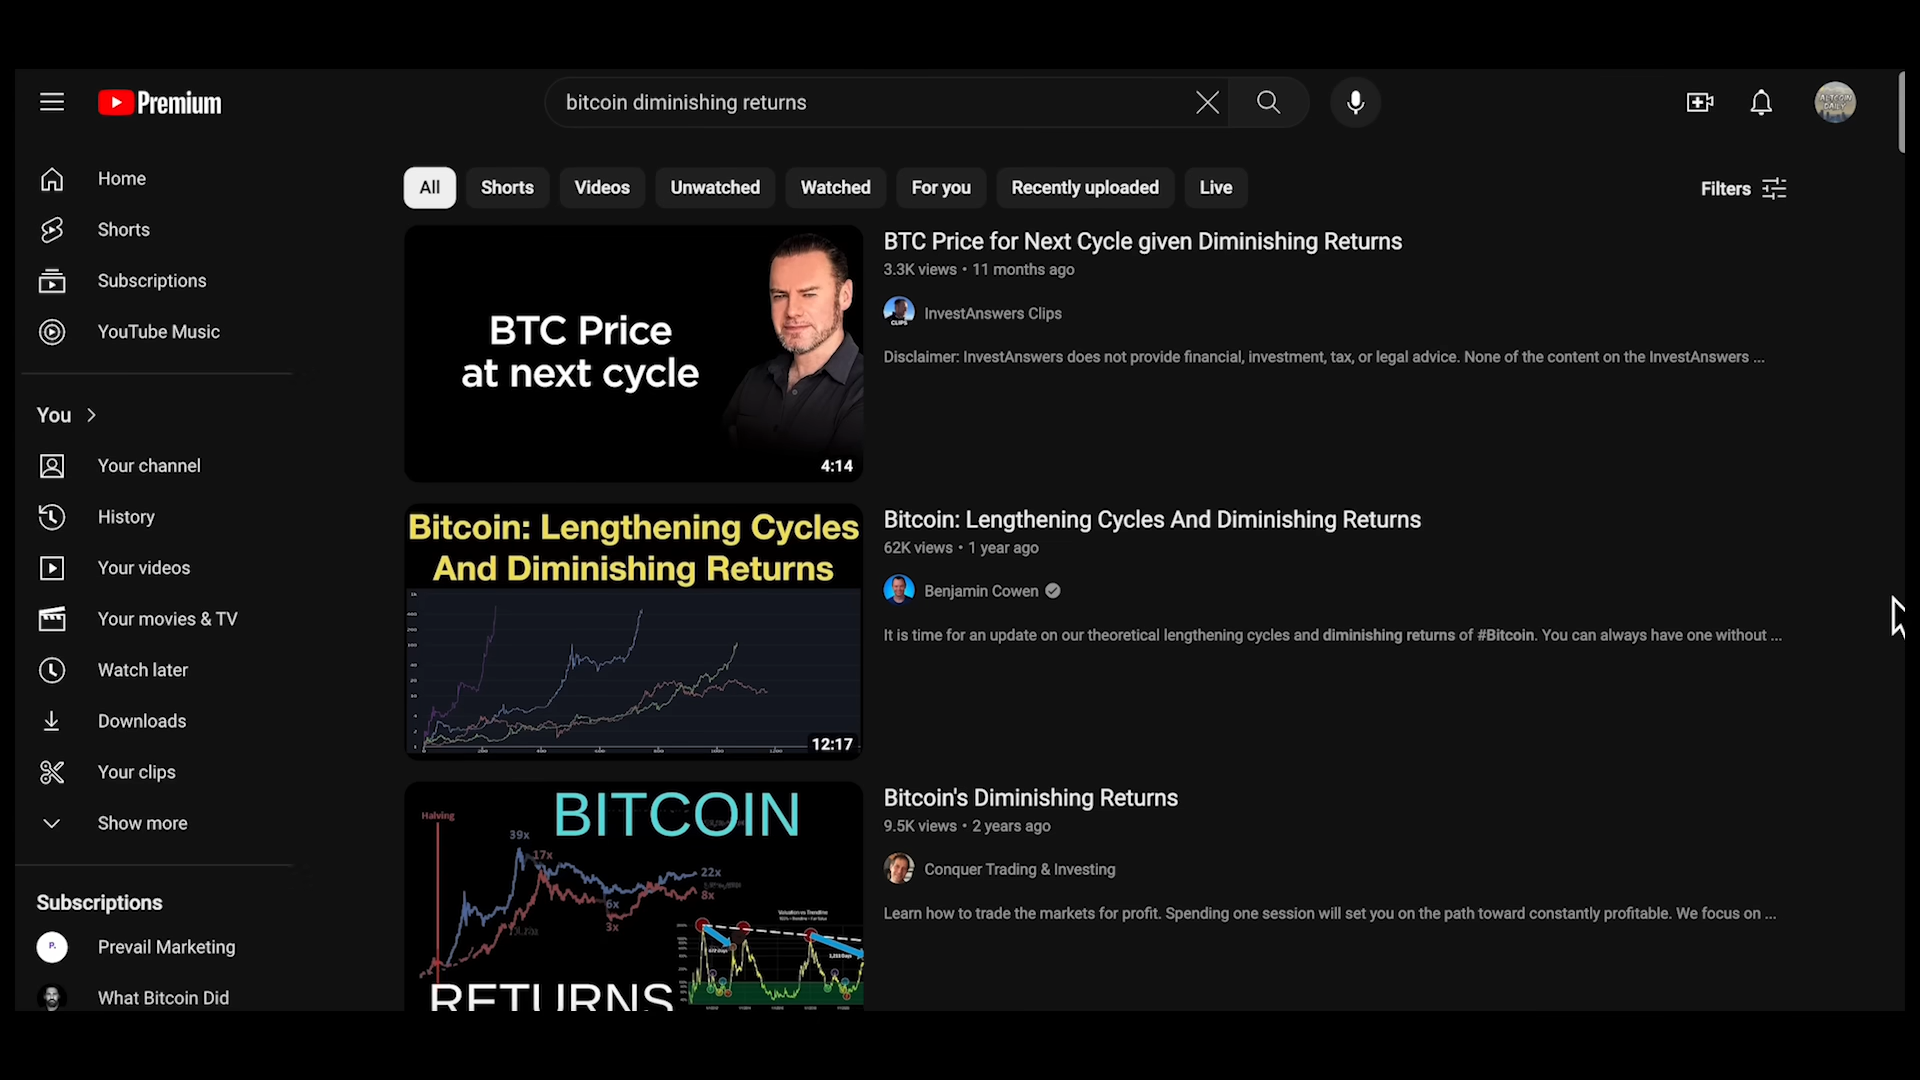 Premium
bitcoin diminishing returns
ALTCOIN
DAILY
Home
Shorts
Subscriptions
YouTube Music
You
Your channel
History
Your videos
Your movies & TV
Watch later
Downloads
Your clips
Show more
Subscriptions
P.
Prevail Marketing
What Bitcoin Did
All
Shorts
Videos
Unwatched
Watched
For you
Recently uploaded
Live
Filters
BTC Price
at next cycle
4:14
BTC Price for Next Cycle given Diminishing Returns
3.3K views • 11 months ago
CLIPS
InvestAnswers Clips
Disclaimer: InvestAnswers does not provide financial, investment, tax, or legal advice. None of the content on the InvestAnswers ...
Bitcoin: Lengthening Cycles
And Diminishing Returns
12:17
Bitcoin: Lengthening Cycles And Diminishing Returns
62K views • 1 year ago
Benjamin Cowen
It is time for an update on our theoretical lengthening cycles and diminishing returns of #Bitcoin. You can always have one without ...
BITCOIN
Halving
39x
17x
22x
8x
6x
3x
Valuation vs Trendline
RETURNS
Bitcoin's Diminishing Returns
9.5K views • 2 years ago
Conquer Trading & Investing
Learn how to trade the markets for profit. Spending one session will set you on the path toward constantly profitable. We focus on ...